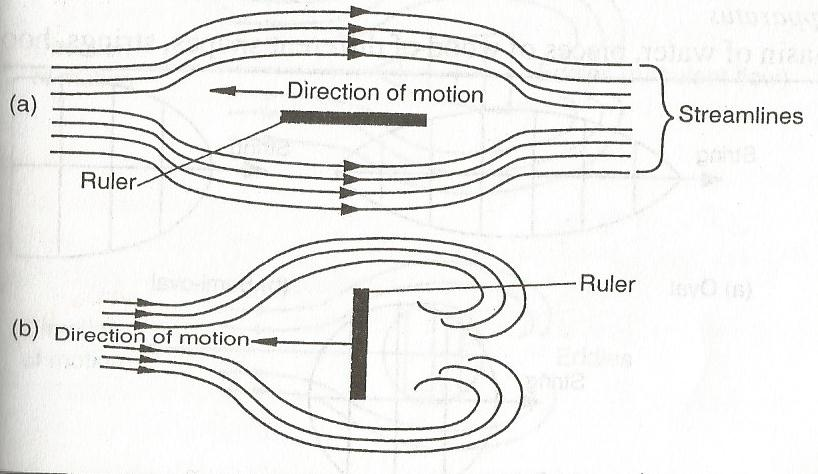 (a)
Direction of motion
Streamlines
Ruler
Ruler
(b) Direction of motion